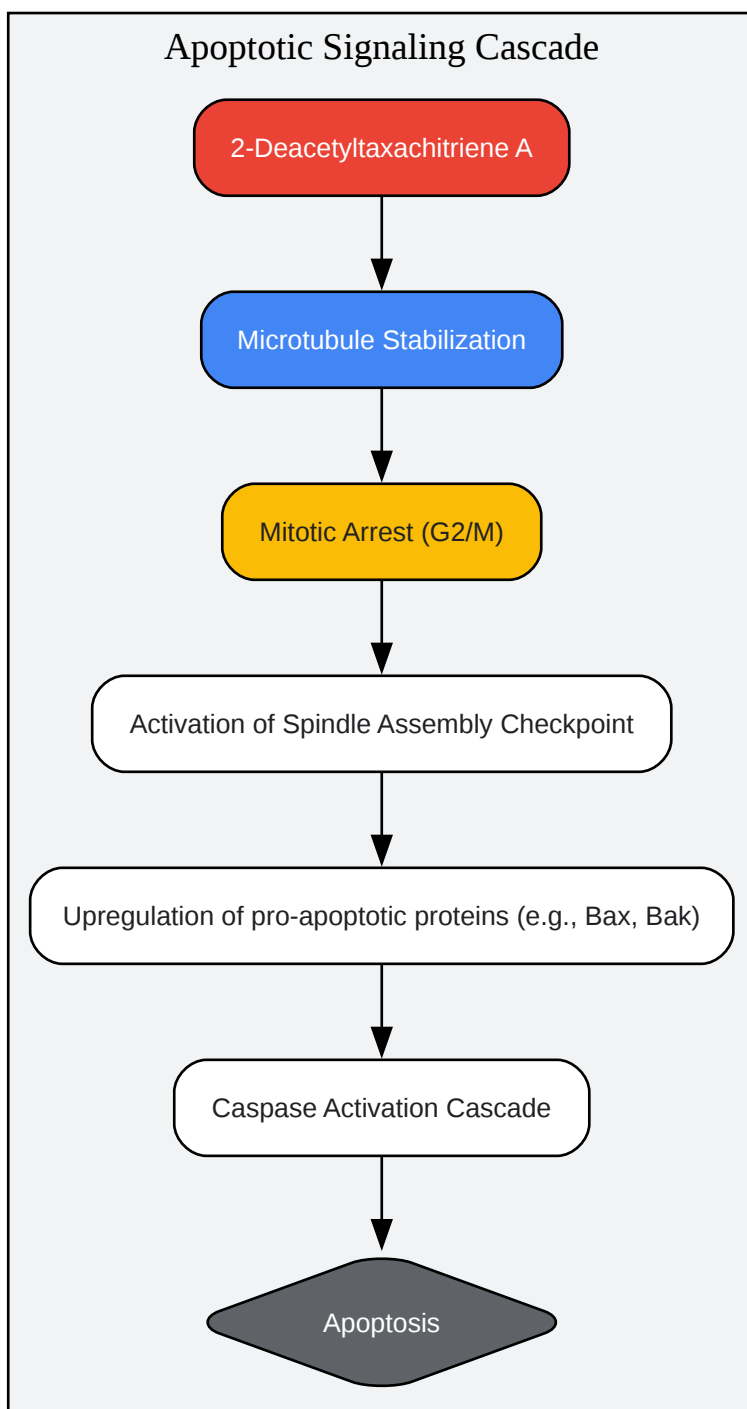 Apoptotic Signaling Cascade
2-Deacetyltaxachitriene A
Microtubule Stabilization
Mitotic Arrest (G2/M)
Activation of Spindle Assembly Checkpoint
Upregulation of pro-apoptotic proteins (e.g., Bax, Bak)
Caspase Activation Cascade
Apoptosis